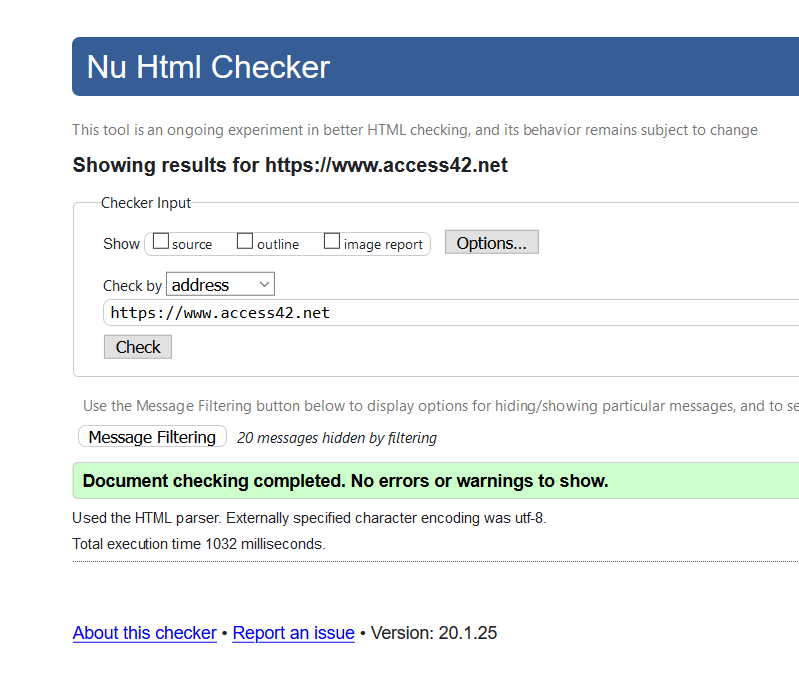 Nu Html Checker
This tool is an ongoing experiment in better HTML checking, and its behavior remains subject to change
Showing results for https://www.access42.net
Checker Input
Show source outline image report Options...
Check by address
https://www.access42.net
Check
Use the Message Filtering button below to display options for hiding/showing particular messages, and to se
Message Filtering 20 messages hidden by filtering
Document checking completed. No errors or warnings to show.
Used the HTML parser. Externally specified character encoding was utf-8.
Total execution time 1032 milliseconds.
About this checker • Report an issue • Version: 20.1.25